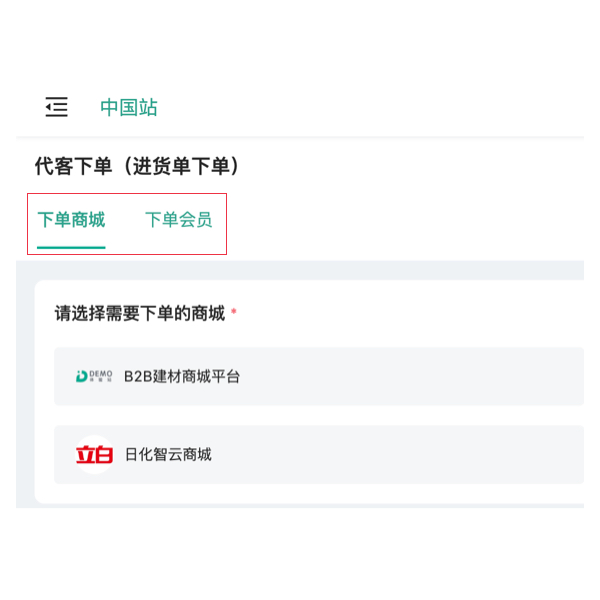 中国站
代客下单（进货单下单）
下单商城 下单会员
请选择需要下单的商城 *
DEMO B2B建材商城平台
立白 日化智云商城